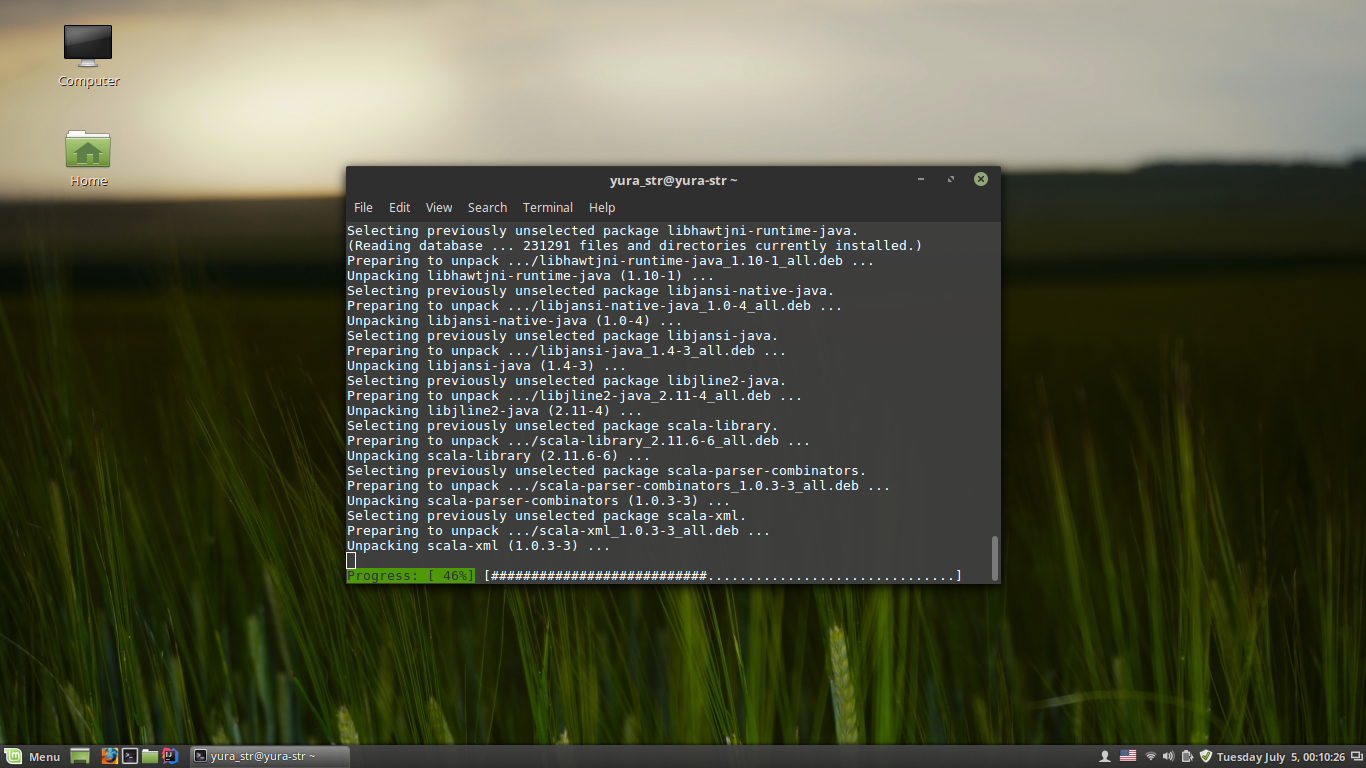 Computer
Home
yura_str@yura-str ~
File Edit View Search Terminal Help
Selecting previously unselected package libhawtjni-runtime-java.
(Reading database ... 231291 files and directories currently installed.)
Preparing to unpack .../libhawtjni-runtime-java_1.10-1_all.deb ...
Unpacking libhawtjni-runtime-java (1.10-1) ...
Selecting previously unselected package libjansi-native-java.
Preparing to unpack .../libjansi-native-java_1.0-4_all.deb ...
Unpacking libjansi-native-java (1.0-4) ...
Selecting previously unselected package libjansi-java.
Preparing to unpack .../libjansi-java_1.4-3_all.deb ...
Unpacking libjansi-java (1.4-3) ...
Selecting previously unselected package libjline2-java.
Preparing to unpack .../libjline2-java_2.11-4_all.deb ...
Unpacking libjline2-java (2.11-4) ...
Selecting previously unselected package scala-library.
Preparing to unpack .../scala-library_2.11.6-6_all.deb ...
Unpacking scala-library (2.11.6-6) ...
Selecting previously unselected package scala-parser-combinators.
Preparing to unpack .../scala-parser-combinators_1.0.3-3_all.deb ...
Unpacking scala-parser-combinators (1.0.3-3) ...
Selecting previously unselected package scala-xml.
Preparing to unpack .../scala-xml_1.0.3-3_all.deb ...
Unpacking scala-xml (1.0.3-3) ...
Progress: [ 46%] [###########################...............................]
Menu yura_str@yura-str ~ Tuesday July 5, 00:10:26